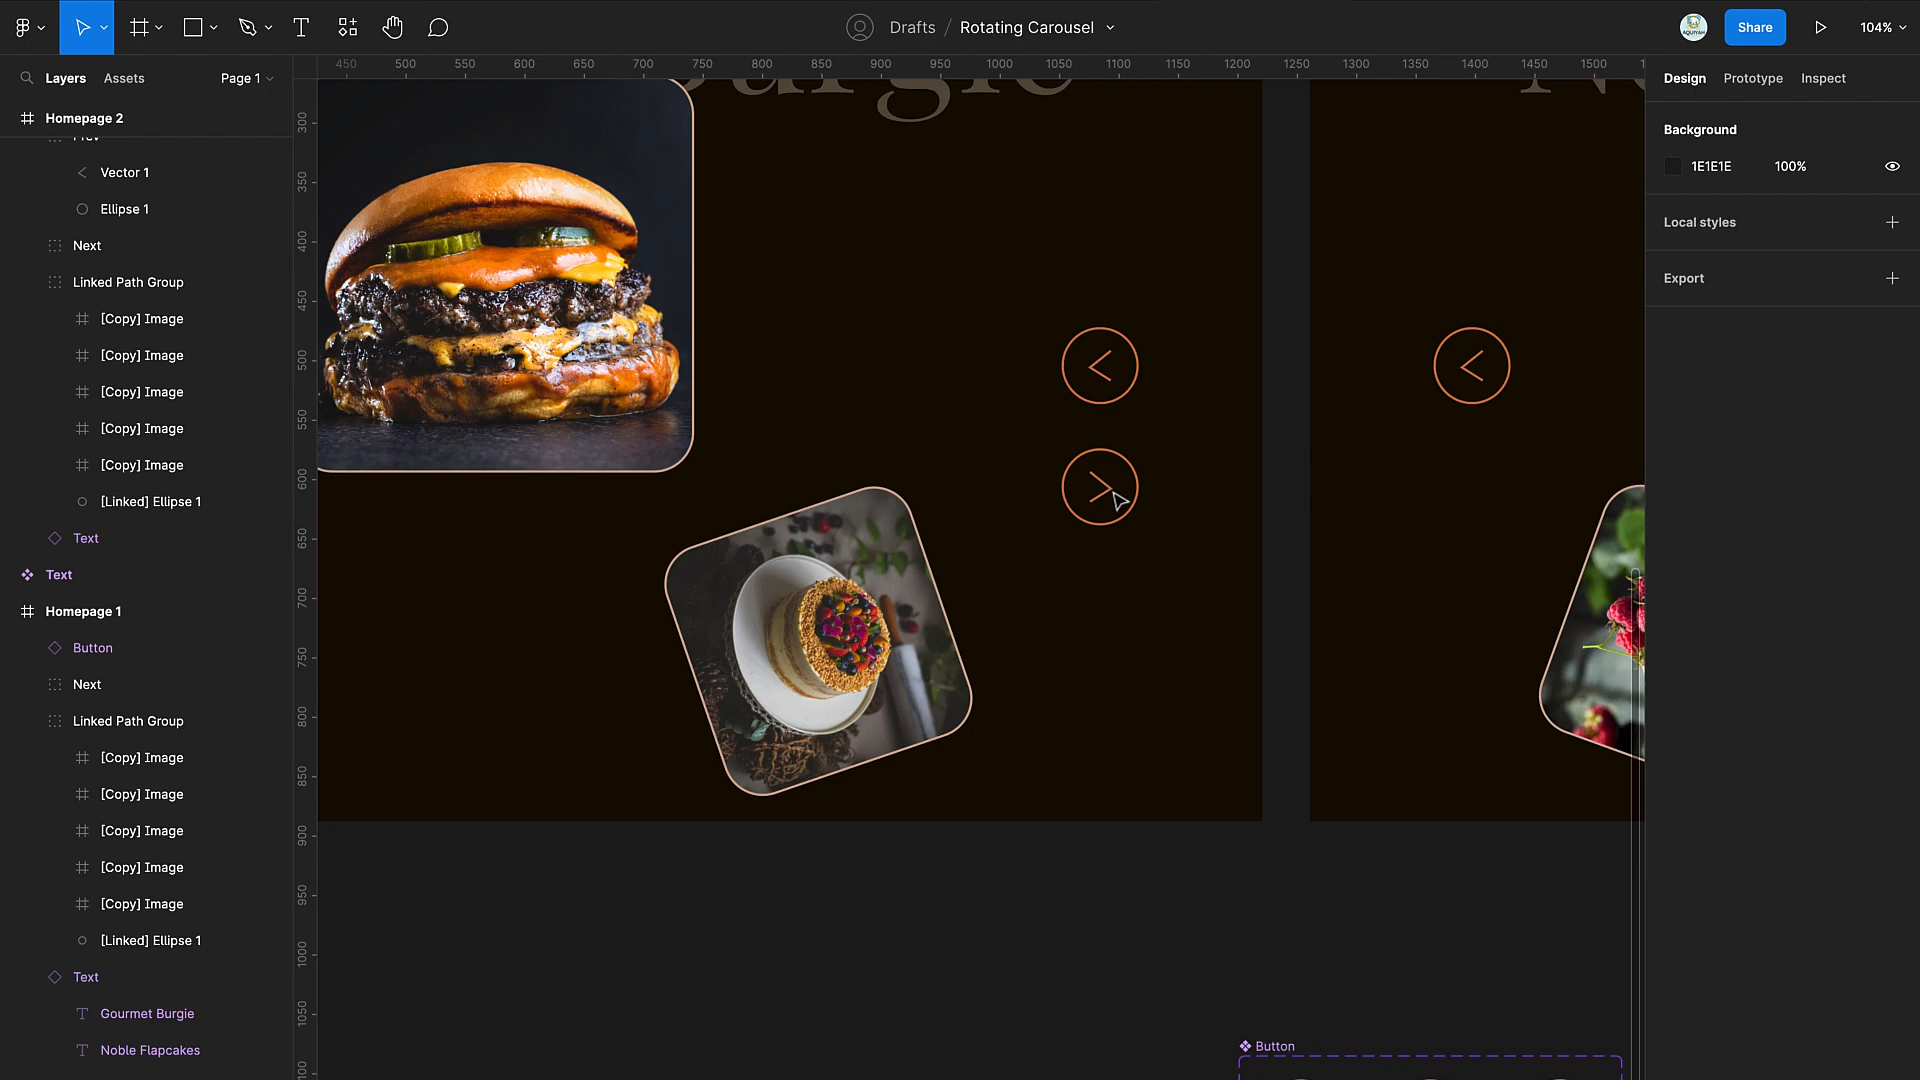 Drafts / Rotating Carousel
AQUIYAH
Share
104%
Layers
Assets
Page 1
450 500 550 600 650 700 750 800 850 900 950 1000 1050 1100 1150 1200 1250 1300 1350 1400 1450 1500
Design
Prototype
Inspect
Homepage 2
Prev
Vector 1
Ellipse 1
Next
Linked Path Group
[Copy] Image
[Copy] Image
[Copy] Image
[Copy] Image
[Copy] Image
[Linked] Ellipse 1
Text
Text
Homepage 1
Button
Next
Linked Path Group
[Copy] Image
[Copy] Image
[Copy] Image
[Copy] Image
[Copy] Image
[Linked] Ellipse 1
Text
Gourmet Burgie
Noble Flapcakes
300
350
400
450
500
550
600
650
700
750
800
850
900
950
1000
1050
urgie
Background
1E1E1E 100%
Local styles
Export
Button